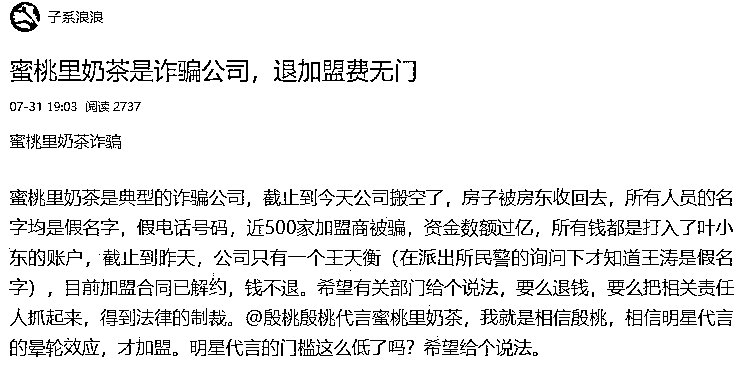 子系浪浪
蜜桃里奶茶是诈骗公司，退加盟费无门
07-31 19:03 阅读 2737
蜜桃里奶茶诈骗
蜜桃里奶茶是典型的诈骗公司，截止到今天公司搬空了，房子被房东收回去，所有人员的名
字均是假名字，假电话号码，近500家加盟商被骗，资金数额过亿，所有钱都是打入了叶小
东的账户，截止到昨天，公司只有一个王天衡（在派出所民警的询问下才知道王涛是假名
字），目前加盟合同已解约，钱不退。希望有关部门给个说法，要么退钱，要么把相关责任
人抓起来，得到法律的制裁。@殷桃殷桃代言蜜桃里奶茶，我就是相信殷桃，相信明星代言
的晕轮效应，才加盟。明星代言的门槛这么低了吗？希望给个说法。